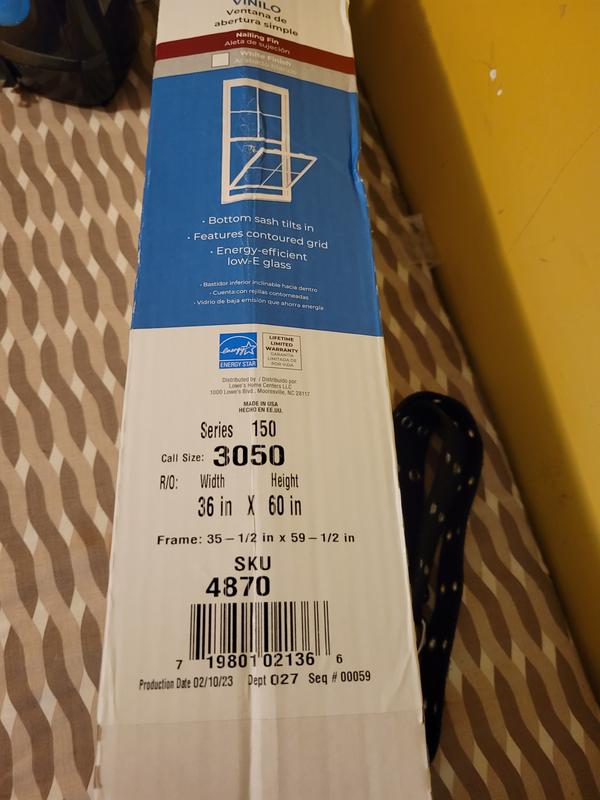 VINILO
Ventana de
abertura simple
Nailing Fin
Aleta de sujeción
White Finish
Acabado blanco
• Bottom sash tilts in
• Features contoured grid
• Energy-efficient
low-E glass
• Bastidor inferior inclinable hacia dentro
• Cuenta con rejillas contorneadas
• Vidrio de baja emisión que ahorra energía
energy
ENERGY STAR
LIFETIME
LIMITED
WARRANTY
GARANTÍA
LIMITADA DE
POR VIDA
Distributed by / Distribuido por:
Lowe's Home Centers LLC
1000 Lowe's Blvd., Mooresville, NC 28117
MADE IN USA
HECHO EN EE.UU.
Series 150
Call Size: 3050
R/O: Width Height
36 in X 60 in
Frame: 35-1/2 in x 59-1/2 in
SKU
4870
7 19801 02136 6
Production Date 02/10/23 Dept 027 Seq # 00059